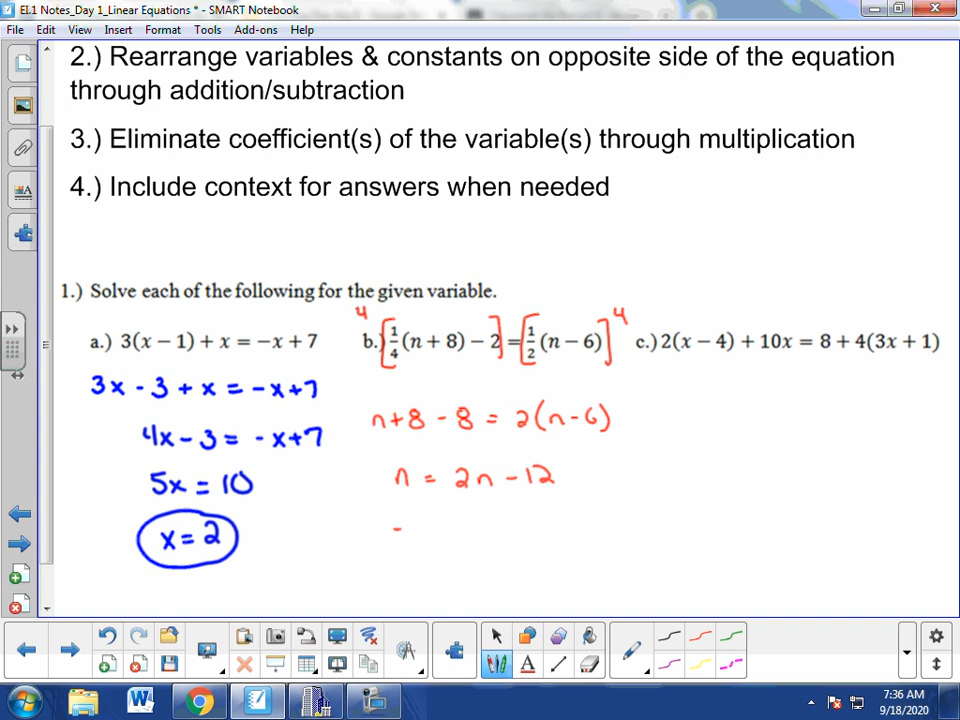 EI.1 Notes_Day 1_Linear Equations * - SMART Notebook
File Edit View Insert Format Tools Add-ons Help
2.) Rearrange variables & constants on opposite side of the equation
through addition/subtraction
3.) Eliminate coefficient(s) of the variable(s) through multiplication
4.) Include context for answers when needed
1.) Solve each of the following for the given variable.
a.) 3(x − 1) + x = −x + 7
3x - 3 + x = -x+7
4x - 3 = -x+7
5x = 10
x = 2
b.) 4[1/4(n + 8) − 2] = [1/2(n − 6)]4
n+8 - 8 = 2(n-6)
n = 2n - 12
-
c.) 2(x − 4) + 10x = 8 + 4(3x + 1)
7:36 AM
9/18/2020